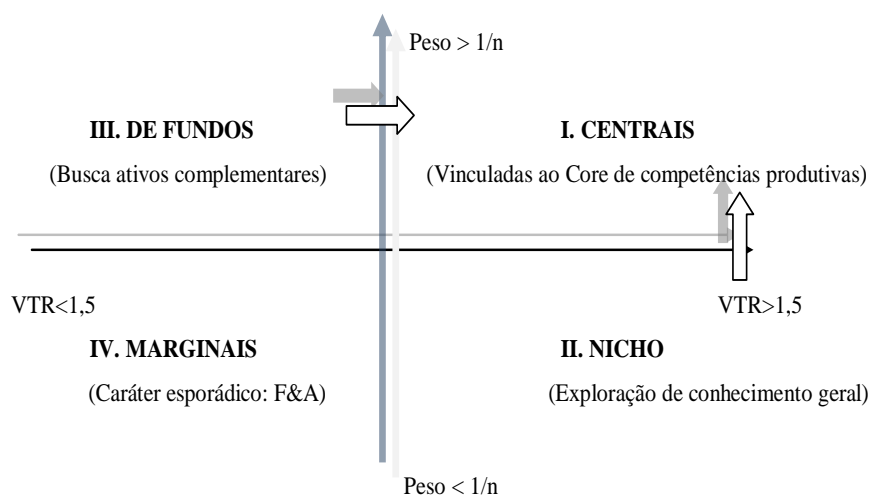 Peso > 1/n
III. DE FUNDOS
I. CENTRAIS
(Busca ativos complementares)
(Vinculadas ao Core de competências produtivas)
VTR<1,5
VTR>1,5
IV. MARGINAIS
II. NICHO
(Caráter esporádico: F&A)
(Exploração de conhecimento geral)
Peso < 1/n